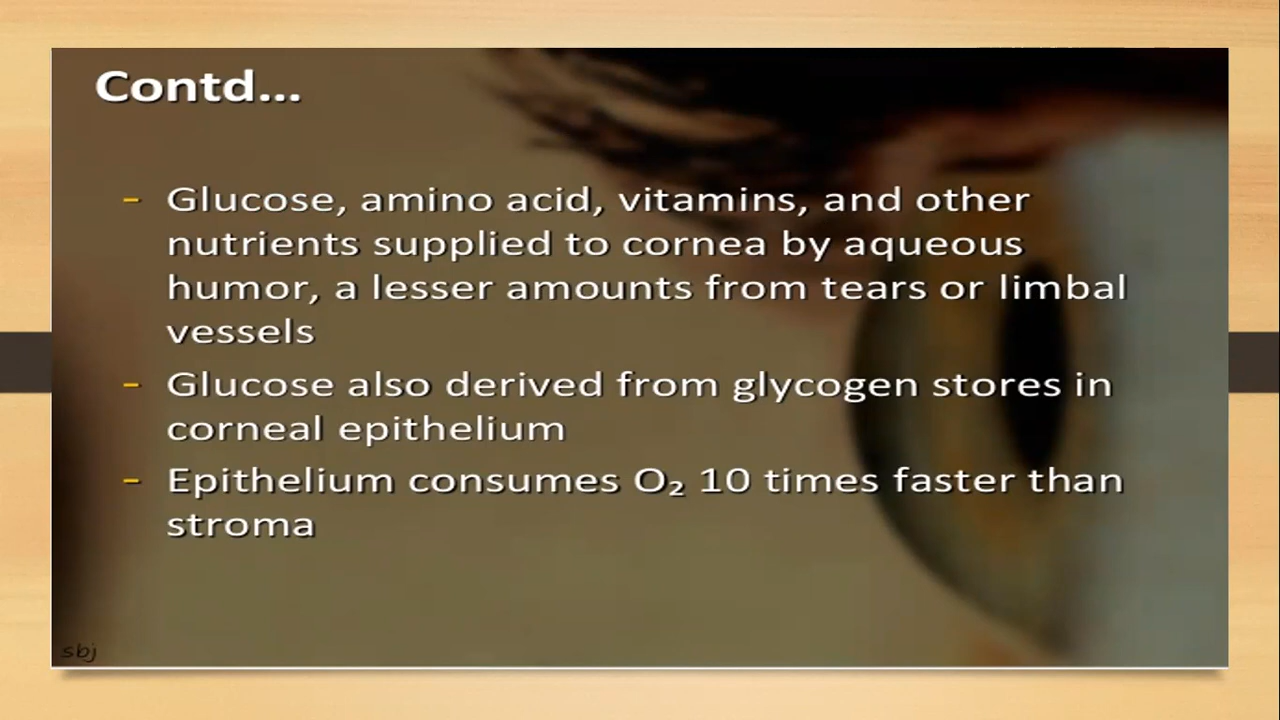 Contd...
– Glucose, amino acid, vitamins, and other
nutrients supplied to cornea by aqueous
humor, a lesser amounts from tears or limbal
vessels
– Glucose also derived from glycogen stores in
corneal epithelium
– Epithelium consumes O₂ 10 times faster than
stroma
sbj